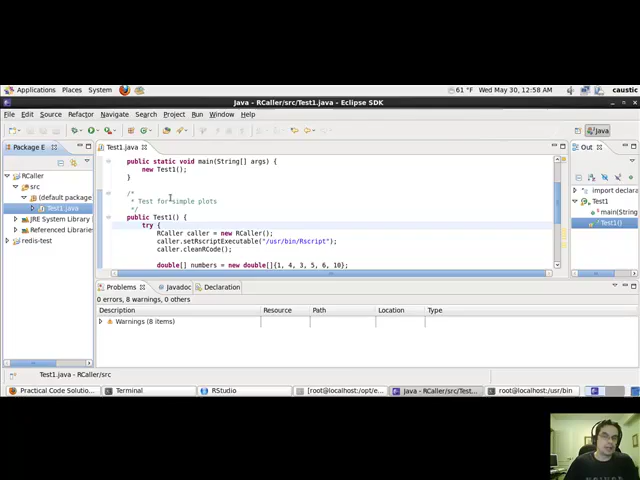 Applications Places System 61 °F Wed May 30, 12:58 AM caustic
Java - RCaller/src/Test1.java - Eclipse SDK
File Edit Source Refactor Navigate Search Project Run Window Help
Java
Package E
Test1.java
Out
RCaller
src
(default package
Test1.java
JRE System Library
Referenced Libraries
redis-test
public static void main(String[] args) {
new Test1();
}
/*
* Test for simple plots
*/
public Test1() {
try {
RCaller caller = new RCaller();
caller.setRscriptExecutable("/usr/bin/Rscript");
caller.cleanRCode();
double[] numbers = new double[]{1, 4, 3, 5, 6, 10};
import declarat
Test1
main(String
Test1()
Problems Javadoc Declaration
0 errors, 8 warnings, 0 others
Description Resource Path Location Type
Warnings (8 items)
Test1.java - RCaller/src
Practical Code Solutio... Terminal RStudio [root@localhost:/opt/e... Java - RCaller/src/Test... root@localhost:/usr/bin